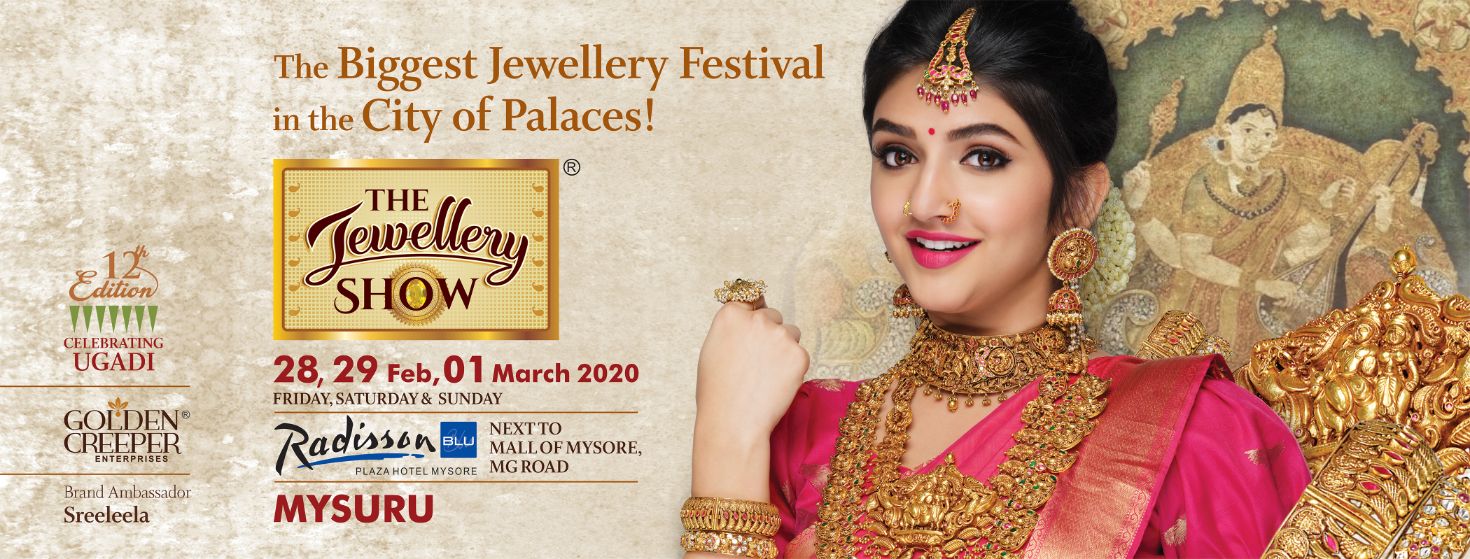 The Biggest Jewellery Festival
in the City of Palaces!
THE
Jewellery
SHOW
®
12th
Edition
CELEBRATING
UGADI
GOLDEN®
CREEPER
ENTERPRISES
Brand Ambassador
Sreeleela
28, 29 Feb, 01 March 2020
FRIDAY, SATURDAY & SUNDAY
Radisson BLU
PLAZA HOTEL MYSORE
NEXT TO
MALL OF MYSORE,
MG ROAD
MYSURU